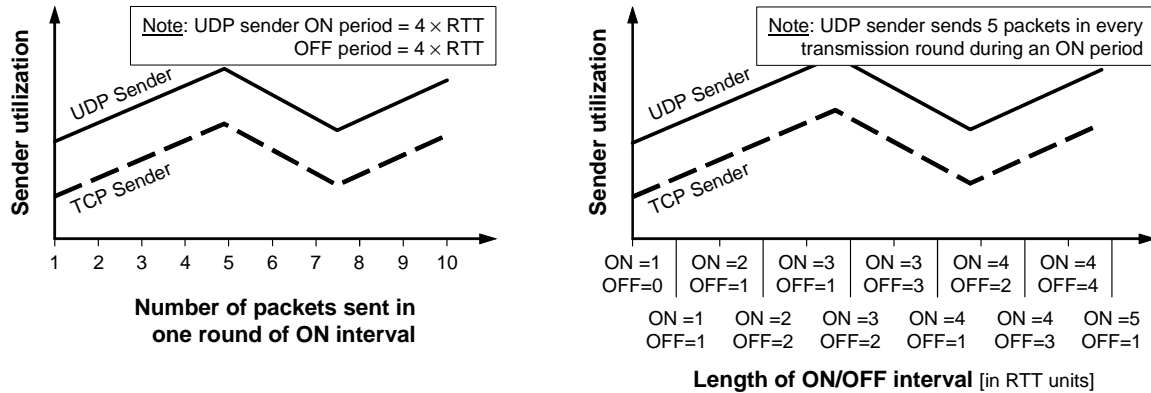 Note: UDP sender ON period = 4 × RTT
OFF period = 4 × RTT
Sender utilization
UDP Sender
TCP Sender
1 2 3 4 5 6 7 8 9 10
Number of packets sent in
one round of ON interval
Note: UDP sender sends 5 packets in every
transmission round during an ON period
Sender utilization
UDP Sender
TCP Sender
ON =1 ON =2 ON =3 ON =3 ON =4 ON =4
OFF=0 OFF=1 OFF=1 OFF=3 OFF=2 OFF=4
ON =1 ON =2 ON =3 ON =4 ON =4 ON =5
OFF=1 OFF=2 OFF=2 OFF=1 OFF=3 OFF=1
Length of ON/OFF interval [in RTT units]